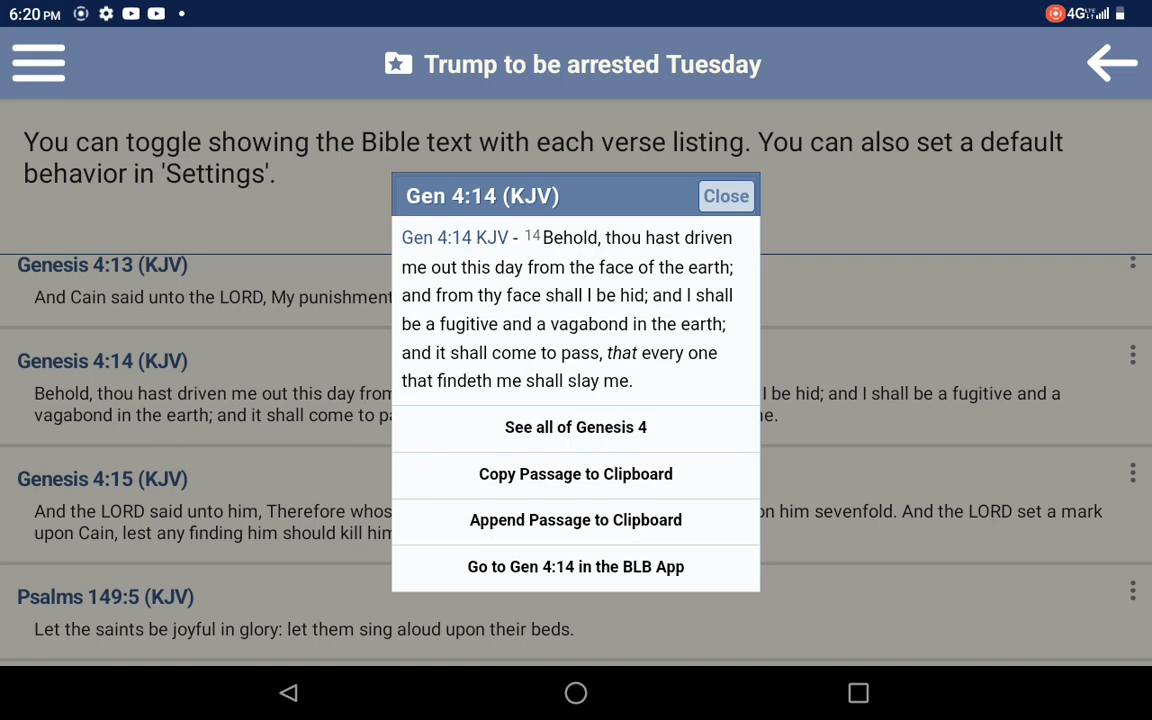 6:20 PM
4G LTE
Trump to be arrested Tuesday
You can toggle showing the Bible text with each verse listing. You can also set a default
behavior in 'Settings'.
Gen 4:14 (KJV)
Close
Gen 4:14 KJV - 14 Behold, thou hast driven
me out this day from the face of the earth;
and from thy face shall I be hid; and I shall
be a fugitive and a vagabond in the earth;
and it shall come to pass, that every one
that findeth me shall slay me.
See all of Genesis 4
Copy Passage to Clipboard
Append Passage to Clipboard
Go to Gen 4:14 in the BLB App
Genesis 4:13 (KJV)
And Cain said unto the LORD, My punishment
Genesis 4:14 (KJV)
Behold, thou hast driven me out this day from I be hid; and I shall be a fugitive and a
vagabond in the earth; and it shall come to
Genesis 4:15 (KJV)
And the LORD said unto him, Therefore him sevenfold. And the LORD set a mark
upon Cain, lest any finding him should kill
Psalms 149:5 (KJV)
Let the saints be joyful in glory: let them sing aloud upon their beds.